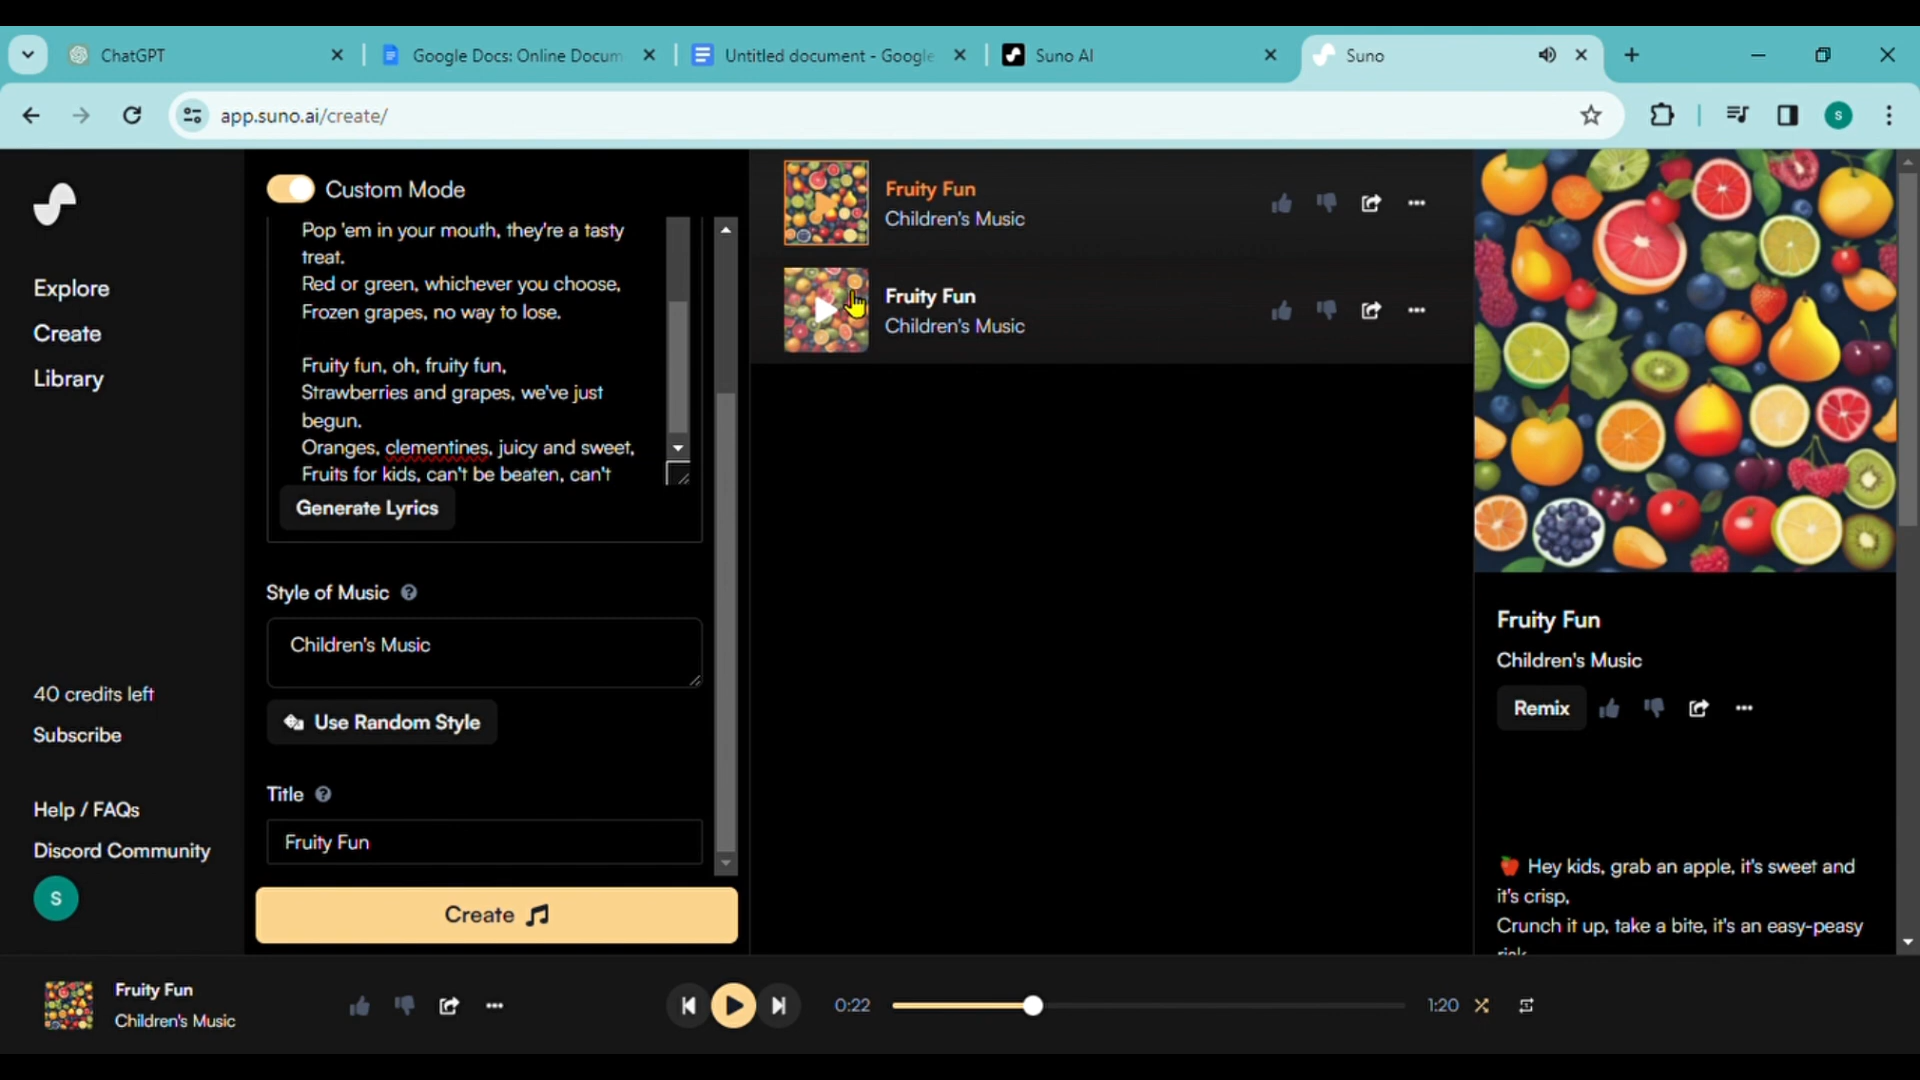 ChatGPT
Google Docs: Online Docum
Untitled document - Google
Suno AI
Suno
app.suno.ai/create/
S
Explore
Create
Library
40 credits left
Subscribe
Help / FAQs
Discord Community
S
Custom Mode
Pop 'em in your mouth, they're a tasty
treat.
Red or green, whichever you choose,
Frozen grapes, no way to lose.
Fruity fun, oh, fruity fun,
Strawberries and grapes, we've just
begun.
Oranges, clementines, juicy and sweet,
Fruits for kids, can't be beaten, can't
Generate Lyrics
Style of Music
Children's Music
Use Random Style
Title
Fruity Fun
Create
Fruity Fun
Children's Music
Fruity Fun
Children's Music
Fruity Fun
Children's Music
Remix
🍎 Hey kids, grab an apple, it's sweet and
it's crisp,
Crunch it up, take a bite, it's an easy-peasy
Fruity Fun
Children's Music
0:22
1:20